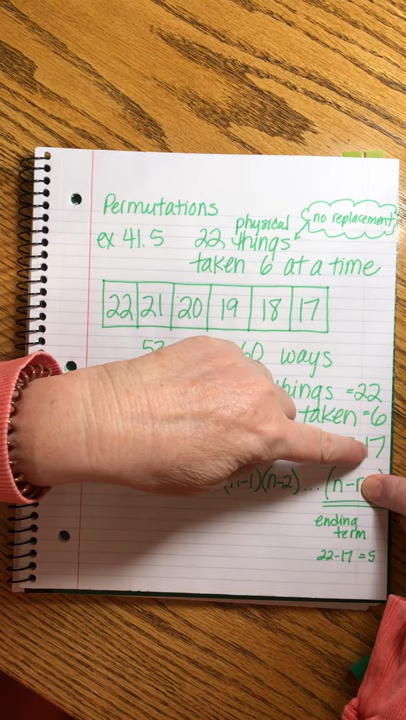 Permutations
physical
no replacement
ex 41.5 22 things
taken 6 at a time
22 21 20 19 18 17
ways
things =22
taken =6
17
(n-1)(n-2)...(n-r
ending
term
22-17 =5